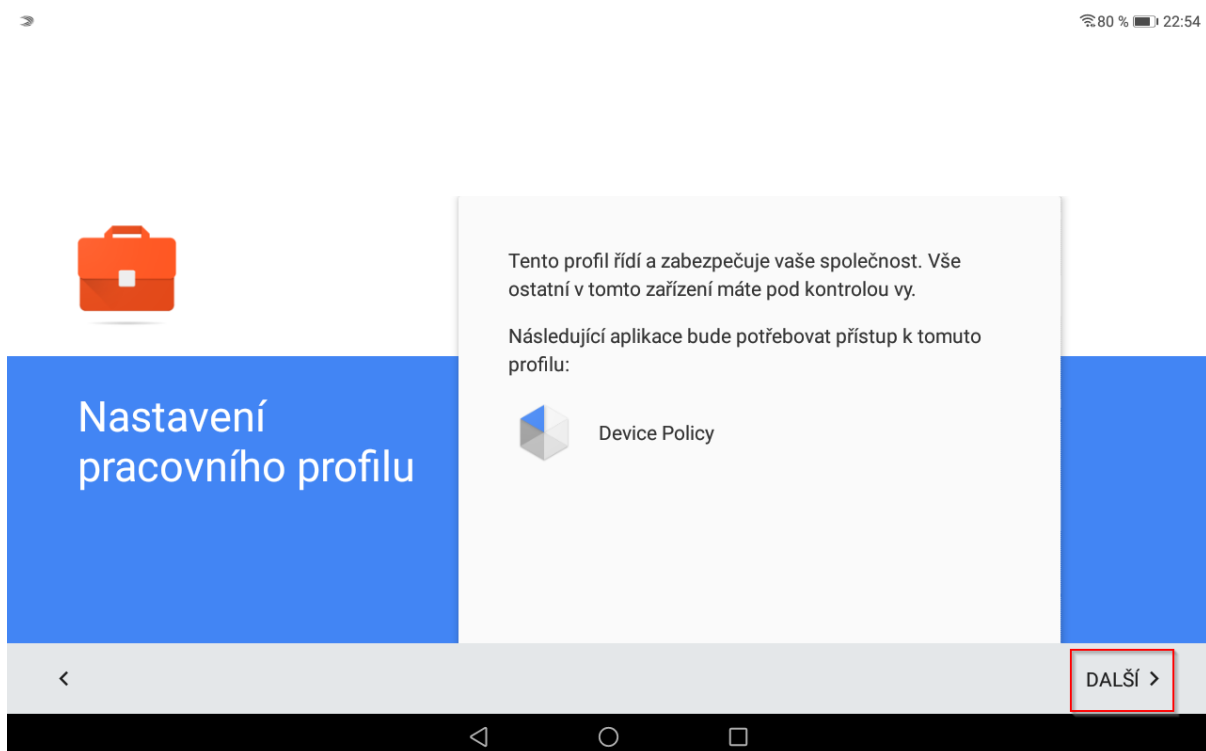 80 % 22:54
Tento profil řídí a zabezpečuje vaše společnost. Vše
ostatní v tomto zařízení máte pod kontrolou vy.
Následující aplikace bude potřebovat přístup k tomuto
profilu:
Device Policy
Nastavení
pracovního profilu
DALŠÍ